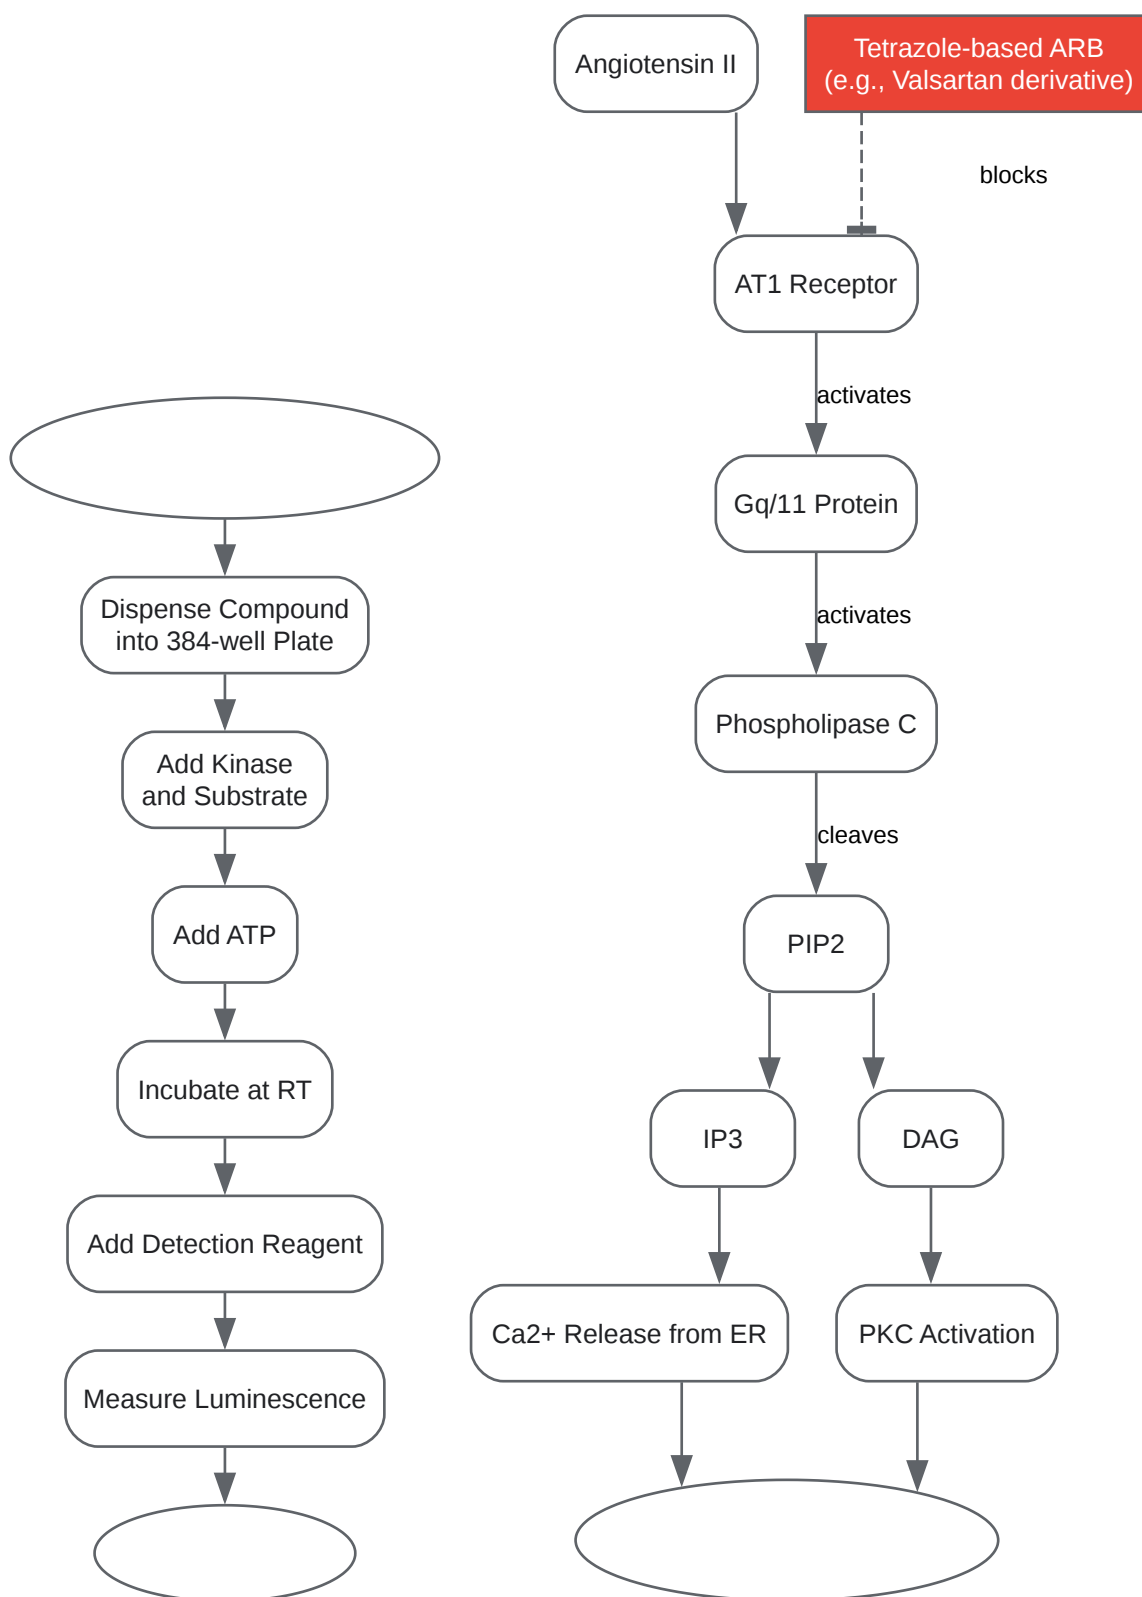 Angiotensin II
Tetrazole-based ARB
(e.g., Valsartan derivative)
blocks
AT1 Receptor
activates
Gq/11 Protein
activates
Phospholipase C
cleaves
PIP2
IP3
DAG
Ca2+ Release from ER
PKC Activation
Dispense Compound
into 384-well Plate
Add Kinase
and Substrate
Add ATP
Incubate at RT
Add Detection Reagent
Measure Luminescence